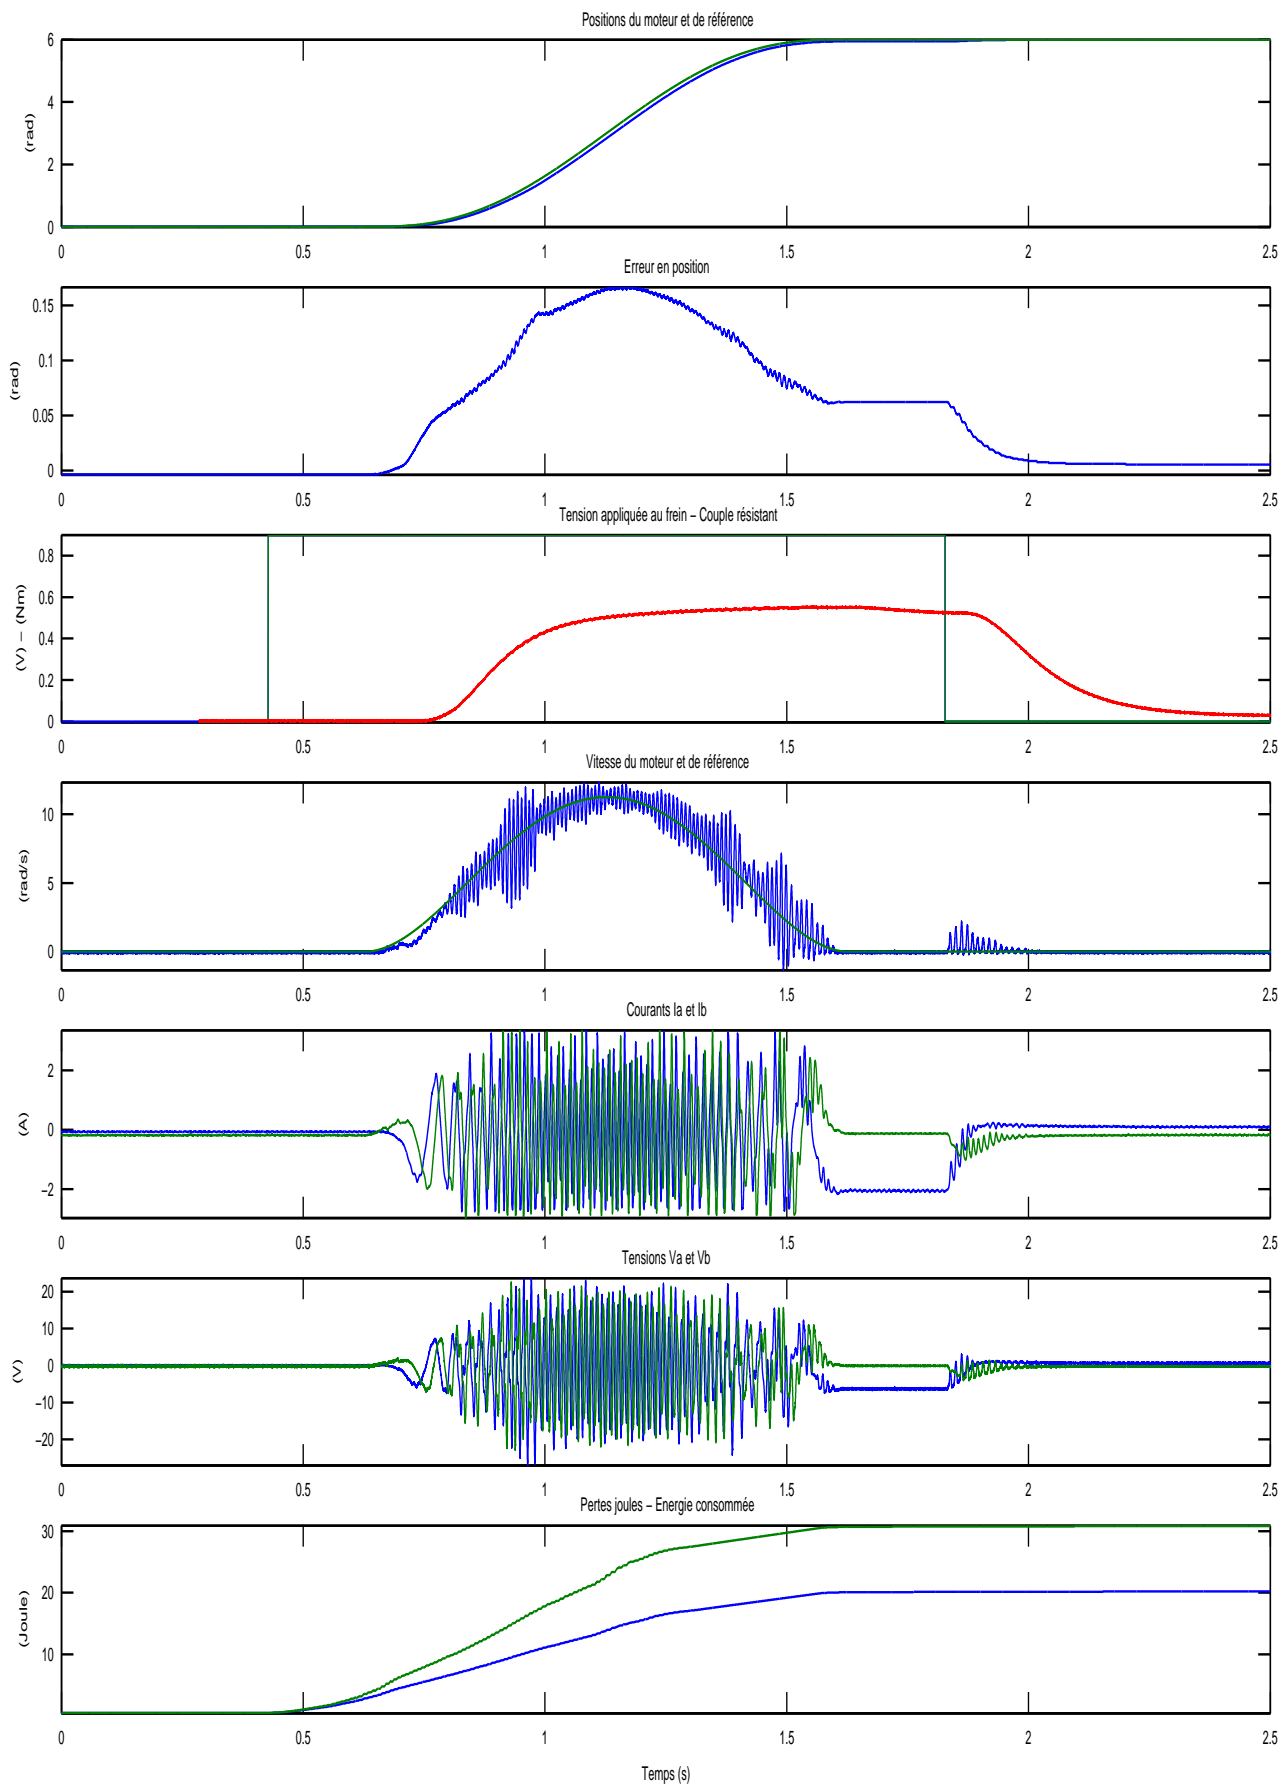 Positions du moteur et de référence
6
4
2
0
(rad)
0 0.5 1 1.5 2 2.5
Erreur en position
0.15
0.1
0.05
0
(rad)
0 0.5 1 1.5 2 2.5
Tension appliquée au frein – Couple résistant
0.8
0.6
0.4
0.2
0
(V) – (Nm)
0 0.5 1 1.5 2 2.5
Vitesse du moteur et de référence
10
5
0
(rad/s)
0 0.5 1 1.5 2 2.5
Courants Ia et Ib
2
0
−2
(A)
0 0.5 1 1.5 2 2.5
Tensions Va et Vb
20
10
0
−10
−20
(V)
0 0.5 1 1.5 2 2.5
Pertes joules – Energie consommée
30
20
10
(Joule)
0 0.5 1 1.5 2 2.5
Temps (s)